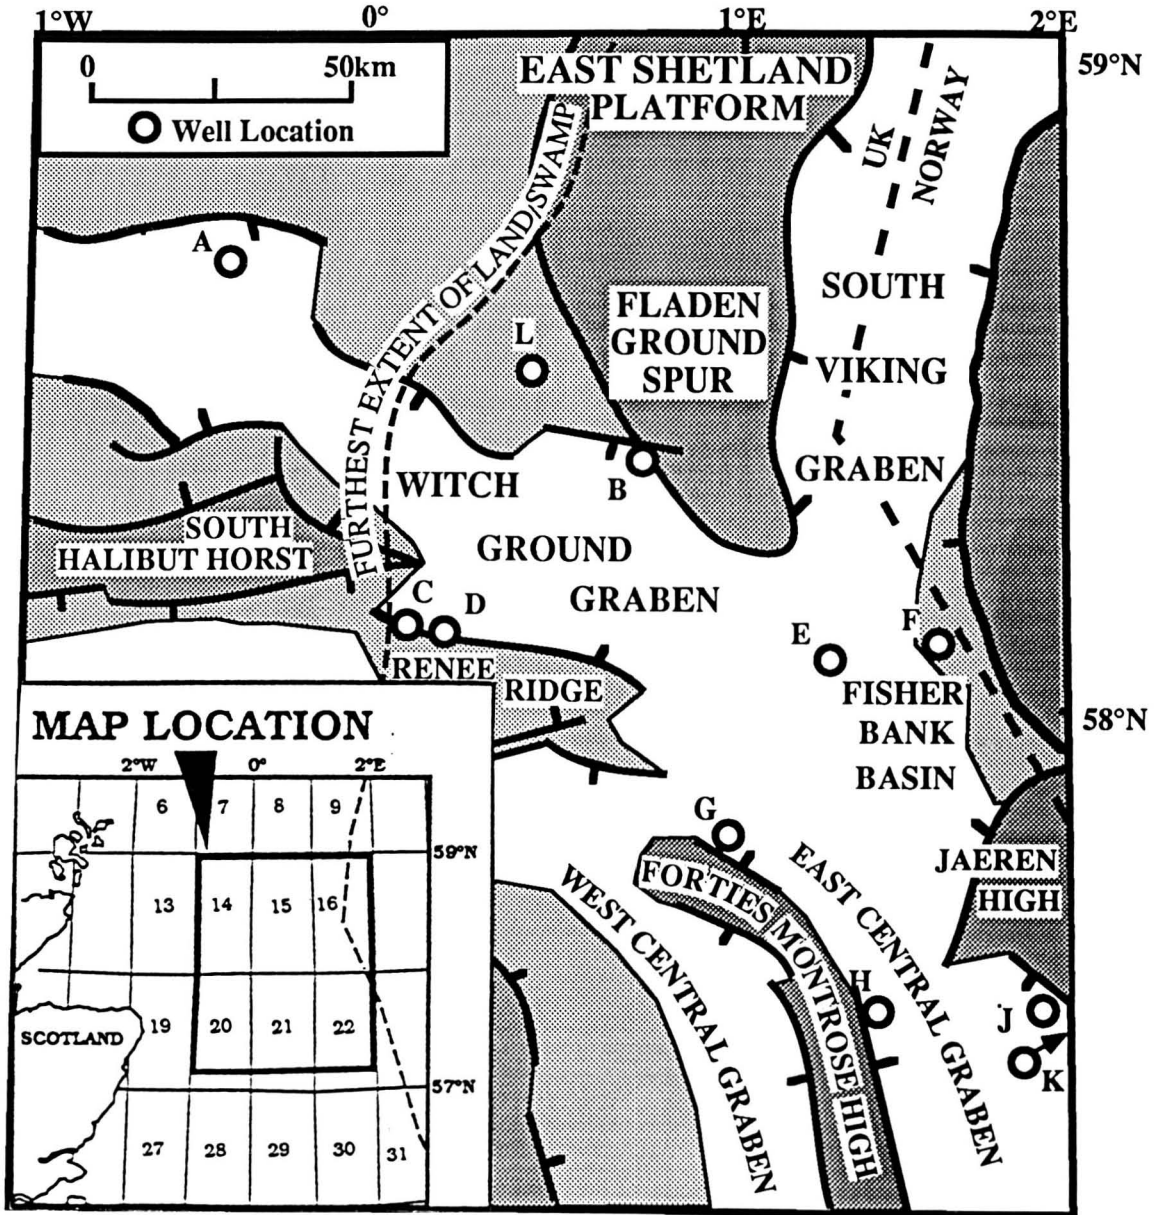 1°W
0°
1°E
2°E
0
50km
Well Location
59°N
EAST SHETLAND
PLATFORM
UK
NORWAY
FURTHEST EXTENT OF LAND/SWAMP
A
SOUTH
FLADEN
GROUND
SPUR
L
VIKING
GRABEN
WITCH
B
SOUTH
HALIBUT HORST
GROUND
GRABEN
C
D
E
F
RENEE
RIDGE
FISHER
BANK
BASIN
58°N
MAP LOCATION
2°W
0°
2°E
6
7
8
9
59°N
13
14
15
16
19
20
21
22
SCOTLAND
57°N
27
28
29
30
31
G
FORTIES MONTROSE HIGH
WEST CENTRAL GRABEN
EAST CENTRAL GRABEN
JAEREN
HIGH
H
J
K